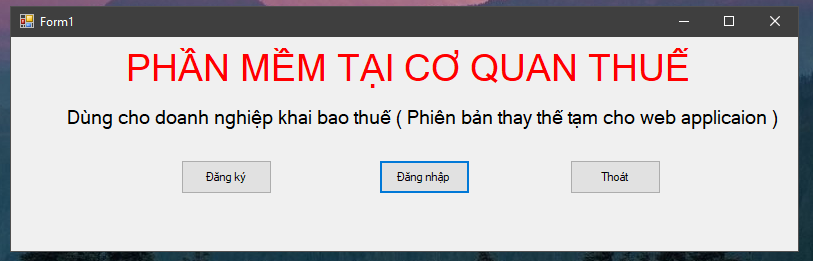 Form1
PHẦN MỀM TẠI CƠ QUAN THUẾ
Dùng cho doanh nghiệp khai bao thuế ( Phiên bản thay thế tạm cho web applicaion )
Đăng ký
Đăng nhập
Thoát